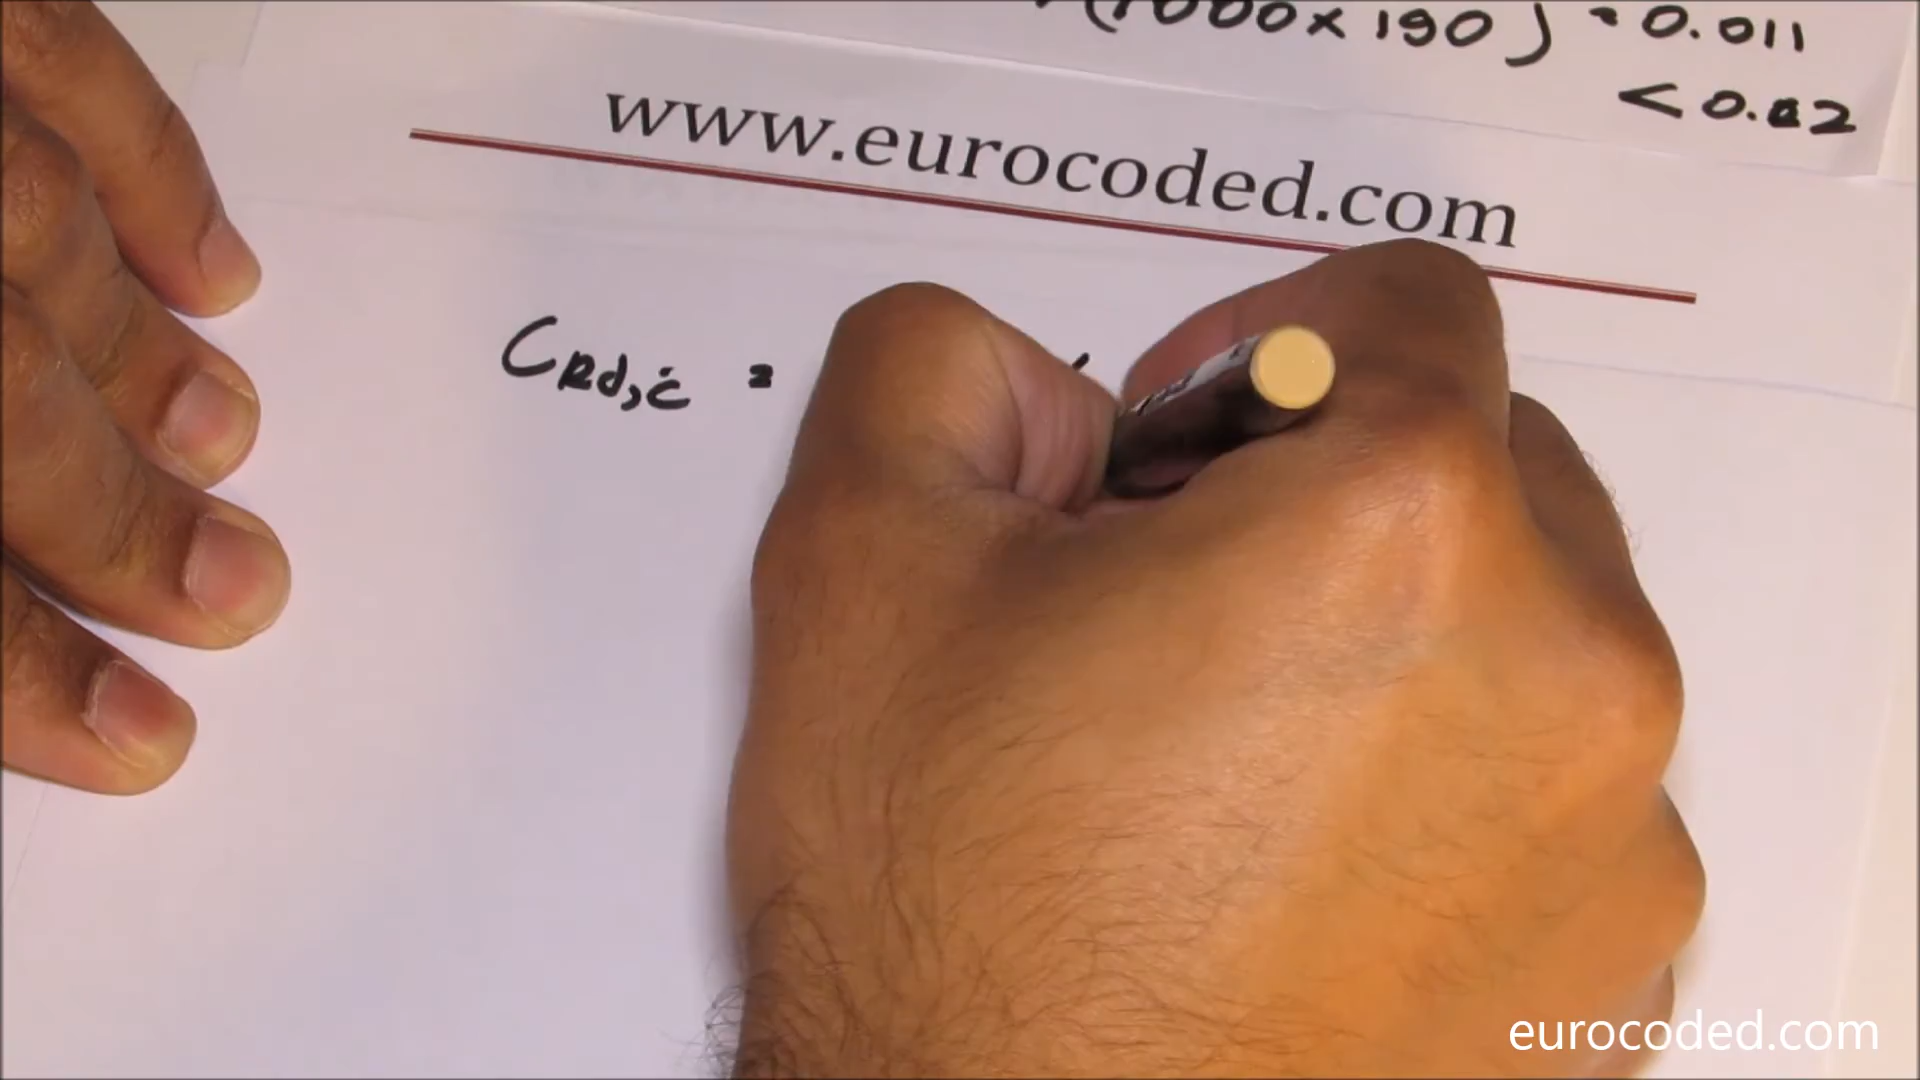 (1000 x 190) = 0.011
< 0.02
www.eurocoded.com
CRd,c =
eurocoded.com